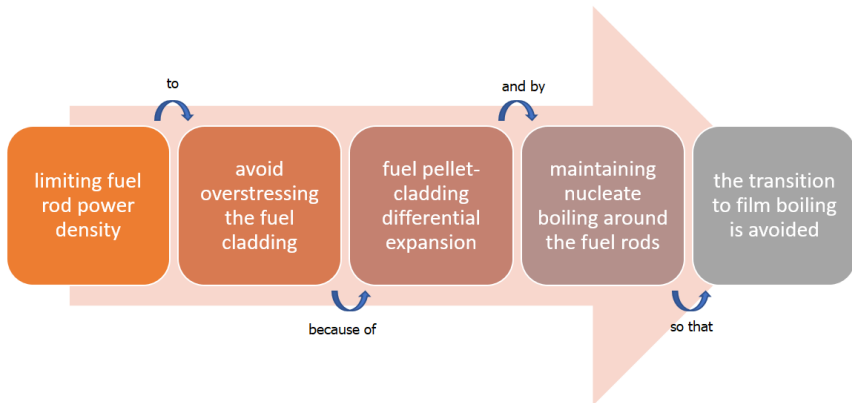 to
and by
limiting fuel
rod power
density
avoid
overstressing
the fuel
cladding
fuel pellet-
cladding
differential
expansion
maintaining
nucleate
boiling around
the fuel rods
the transition
to film boiling
is avoided
because of
so that